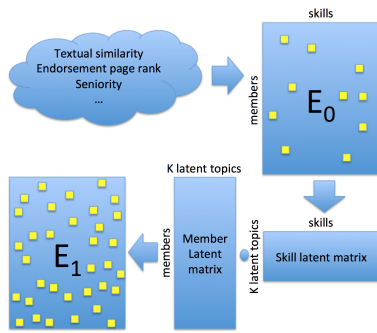 skills
Textual similarity
Endorsement page rank
Seniority
...
members
E0
K latent topics
skills
members
Member
Latent
matrix
K latent topics
Skill latent matrix
E1